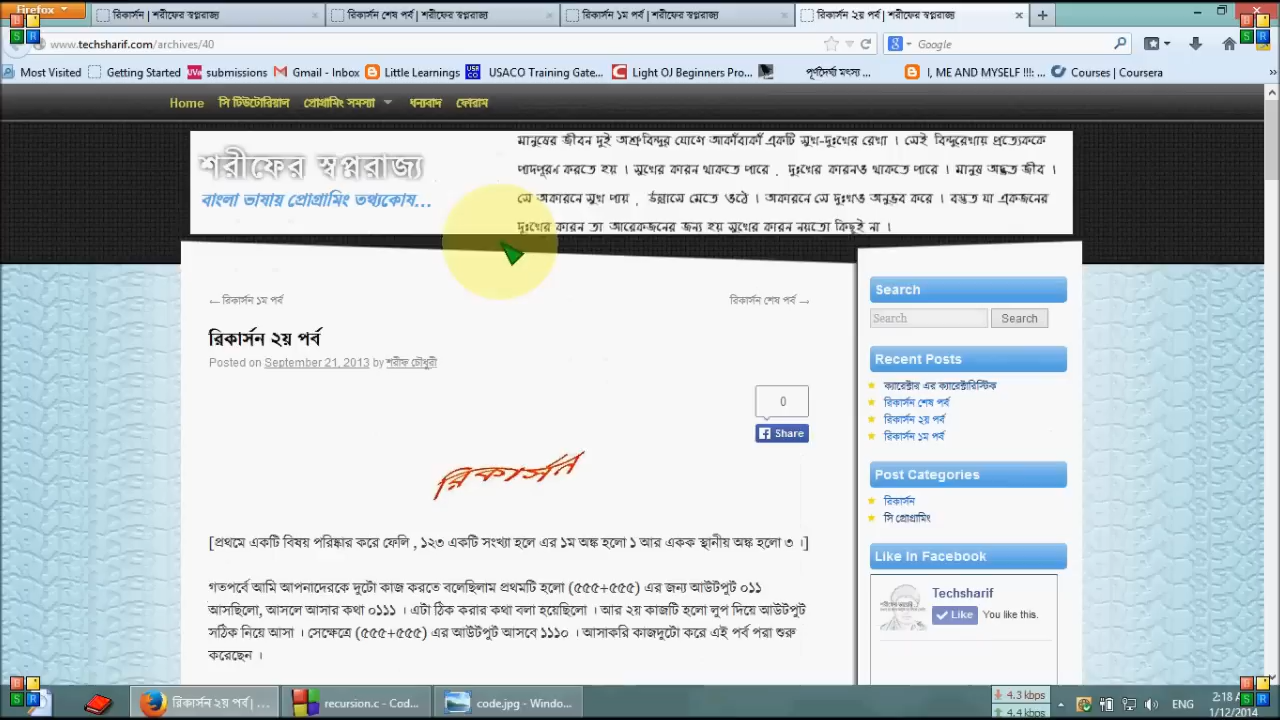 Firefox
রিকার্সন | শরীফের স্বপ্নরাজ্য
রিকার্সন শেষ পর্ব | শরীফের স্বপ্নরাজ্য
রিকার্সন ১ম পর্ব | শরীফের স্বপ্নরাজ্য
রিকার্সন ২য় পর্ব | শরীফের স্বপ্নরাজ্য
www.techsharif.com/archives/40
Google
Most Visited Getting Started submissions Gmail - Inbox Little Learnings USACO Training Gate... Light OJ Beginners Pro... পূর্ণদৈর্ঘ্য মৎস্য ... I, ME AND MYSELF !!!: ... Courses | Coursera
Home সি টিউটোরিয়াল প্রোগ্রামিং সমস্যা ধন্যবাদ ফোরাম
শরীফের স্বপ্নরাজ্য
বাংলা ভাষায় প্রোগ্রামিং তথ্যকোষ...
মানুষের জীবন দুই অশ্রুবিন্দুর যোগে আকাঁবাকাঁ একটি সুখ-দুঃখের রেখা । সেই বিন্দুরেখায় প্রত্যেককে
পাদপূরণ করতে হয় । সুখের কারন থাকতে পারে , দুঃখের কারনও থাকতে পারে । মানুষ অদ্ভুত জীব ।
সে অকারনে সুখ পায় , উল্লাসে মেতে ওঠে । অকারনে সে দুঃখও অনুভব করে । বস্তুত যা একজনের
দুঃখের কারন তা আরেকজনের জন্য হয় সুখের কারন নয়তো কিছুই না ।
← রিকার্সন ১ম পর্ব
রিকার্সন শেষ পর্ব →
রিকার্সন ২য় পর্ব
Posted on September 21, 2013 by শরীফ চৌধুরী
0
Share
রিকার্সন
[প্রথমে একটি বিষয় পরিষ্কার করে ফেলি , ১২৩ একটি সংখ্যা হলে এর ১ম অঙ্ক হলো ১ আর একক স্থানীয় অঙ্ক হলো ৩ ।]
গতপর্বে আমি আপনাদেরকে দুটো কাজ করতে বলেছিলাম প্রথমটি হলো (৫৫৫+৫৫৫) এর জন্য আউটপুট ০১১
আসছিলো, আসলে আসার কথা ০১১১ । এটা ঠিক করার কথা বলা হয়েছিলো । আর ২য় কাজটি হলো লুপ দিয়ে আউটপুট
সঠিক নিয়ে আসা । সেক্ষেত্রে (৫৫৫+৫৫৫) এর আউটপুট আসবে ১১১০ । আসাকরি কাজদুটো করে এই পর্ব পরা শুরু
করেছেন ।
Search
Search Search
Recent Posts
ক্যারেক্টার এর ক্যারেক্টারিস্টিক
রিকার্সন শেষ পর্ব
রিকার্সন ২য় পর্ব
রিকার্সন ১ম পর্ব
Post Categories
রিকার্সন
সি প্রোগ্রামিং
Like In Facebook
Techsharif
Like You like this.
রিকার্সন ২য় পর্ব | ...
recursion.c - Cod...
code.jpg - Windo...
4.3 kbps
4.4 kbps
ENG
2:18 A
1/12/2014